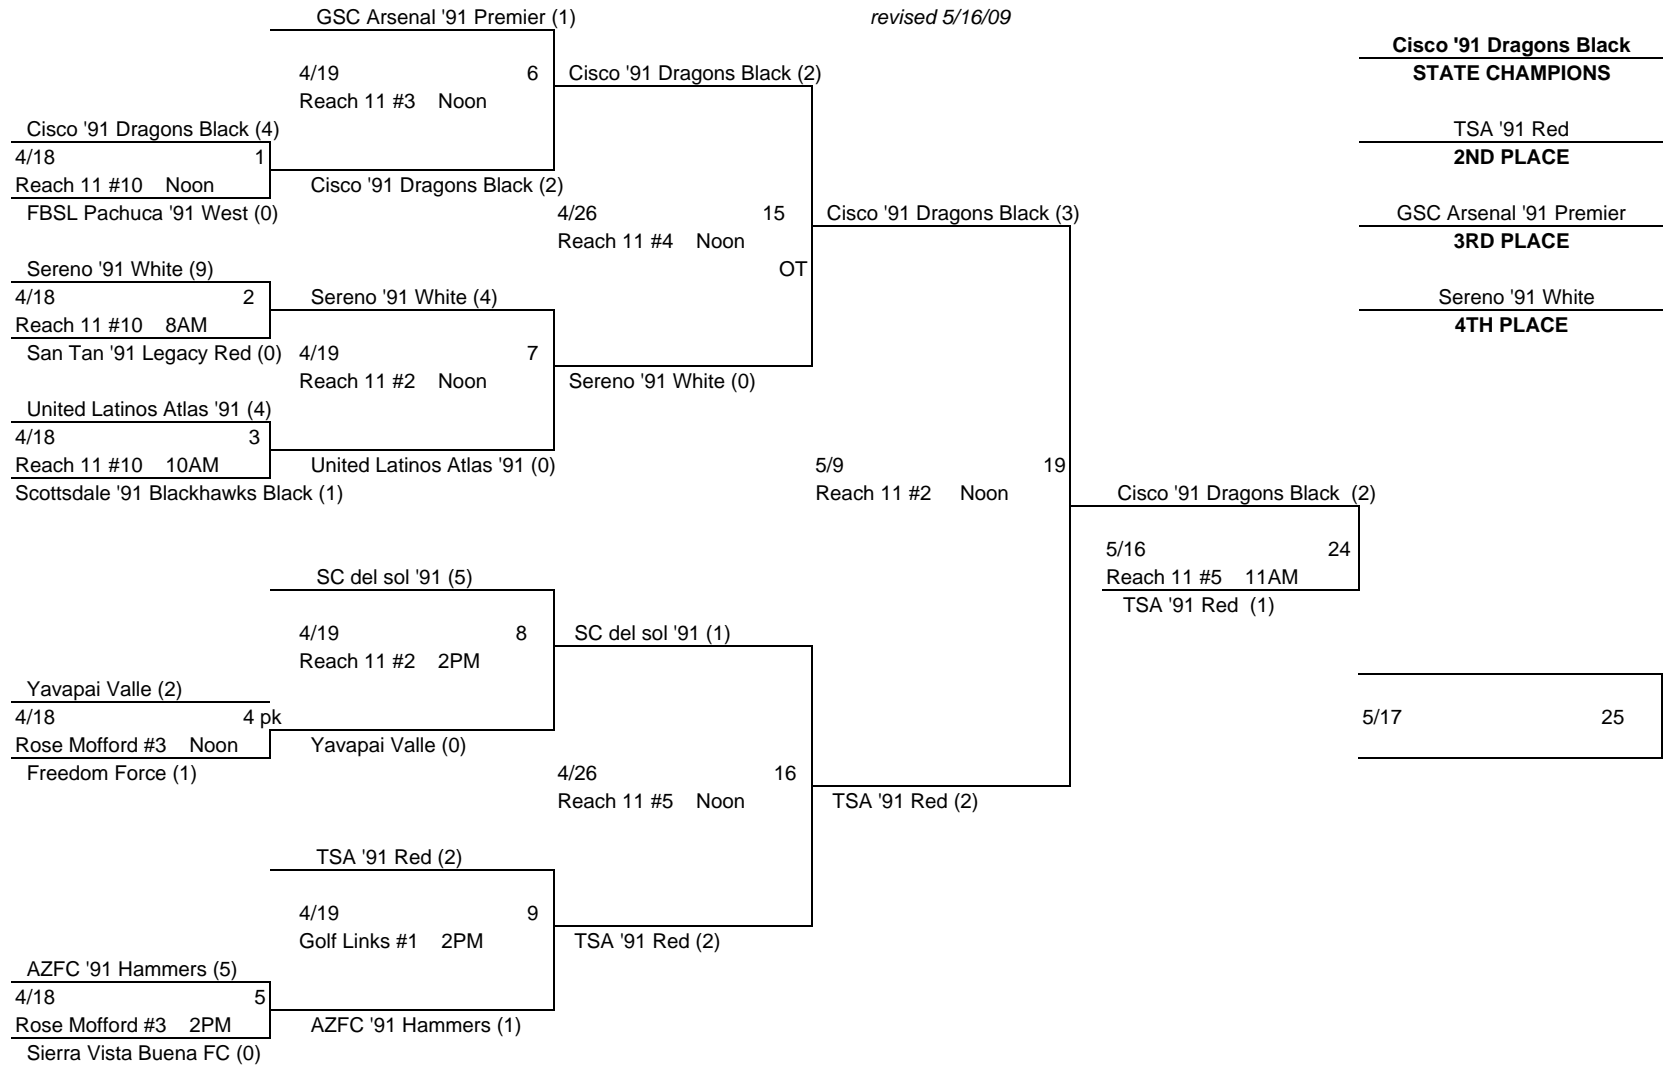 GSC Arsenal '91 Premier (1)
revised 5/16/09
Cisco '91 Dragons Black
4/19 6 Cisco '91 Dragons Black (2)
STATE CHAMPIONS
Reach 11 #3 Noon
Cisco '91 Dragons Black (4)
TSA '91 Red
4/18 1
2ND PLACE
Reach 11 #10 Noon
Cisco '91 Dragons Black (2)
FBSL Pachuca '91 West (0)
4/26 15
Cisco '91 Dragons Black (3)
GSC Arsenal '91 Premier
Reach 11 #4 Noon
3RD PLACE
Sereno '91 White (9)
OT
4/18 2
Sereno '91 White (4)
Sereno '91 White
Reach 11 #10 8AM
4TH PLACE
San Tan '91 Legacy Red (0)
4/19 7
Reach 11 #2 Noon
Sereno '91 White (0)
United Latinos Atlas '91 (4)
4/18 3
Reach 11 #10 10AM
United Latinos Atlas '91 (0)
5/9 19
Scottsdale '91 Blackhawks Black (1)
Reach 11 #2 Noon
Cisco '91 Dragons Black (2)
5/16 24
SC del sol '91 (5)
Reach 11 #5 11AM
TSA '91 Red (1)
4/19 8
SC del sol '91 (1)
Reach 11 #2 2PM
Yavapai Valle (2)
4/18 4 pk
5/17 25
Rose Mofford #3 Noon
Yavapai Valle (0)
Freedom Force (1)
4/26 16
Reach 11 #5 Noon
TSA '91 Red (2)
TSA '91 Red (2)
4/19 9
Golf Links #1 2PM
TSA '91 Red (2)
AZFC '91 Hammers (5)
4/18 5
Rose Mofford #3 2PM
AZFC '91 Hammers (1)
Sierra Vista Buena FC (0)